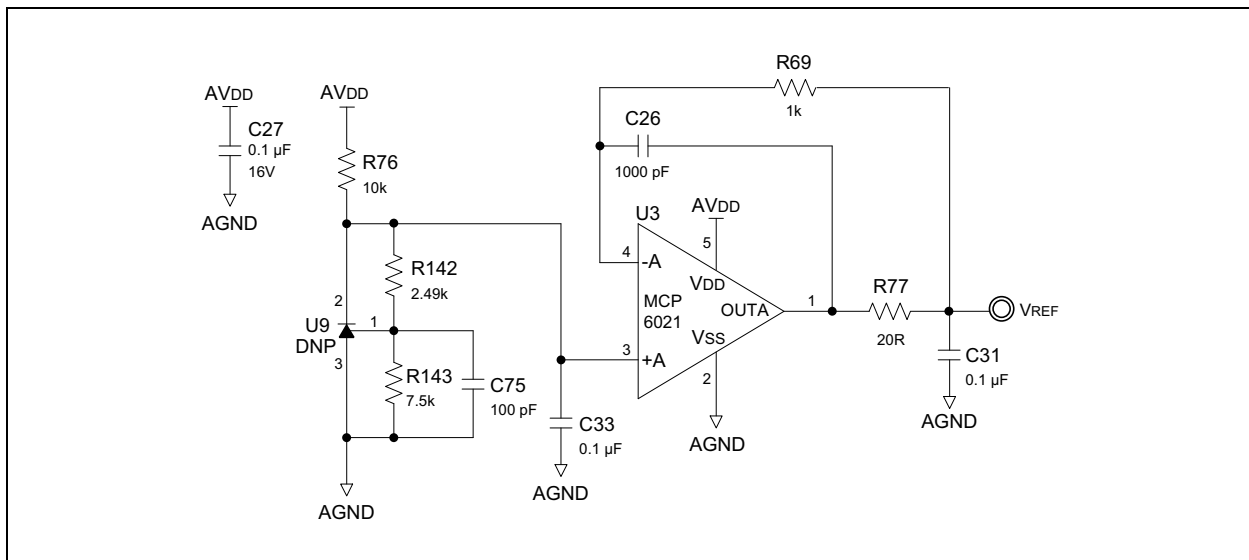 AVDD
C27
0.1 µF
16V
AGND
AVDD
R76
10k
R142
2.49k
2
U9
DNP
1
3
R143
7.5k
C75
100 pF
AGND
C33
0.1 µF
AGND
R69
1k
C26
1000 pF
U3
AVDD
5
4
-A
VDD
MCP
6021
OUTA
1
VSS
3
+A
2
AGND
R77
20R
VREF
C31
0.1 µF
AGND